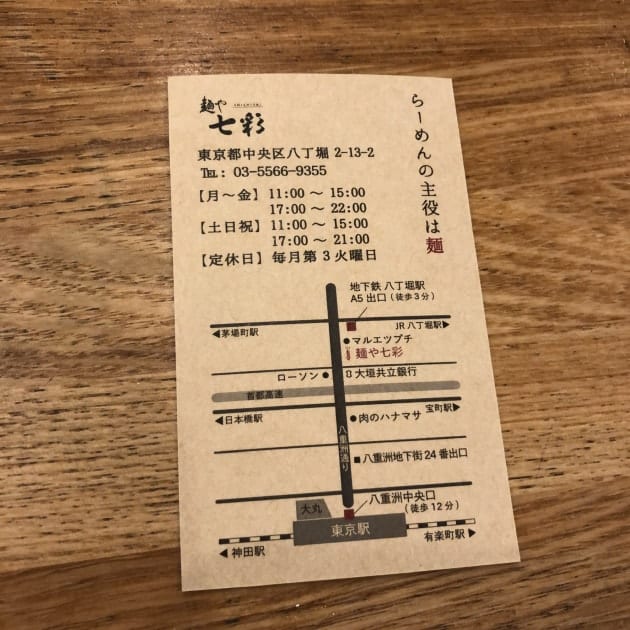 麺や
七彩
らーめんの主役は麺
東京都中央区八丁堀 2-13-2
℡: 03-5566-9355
【月～金】11:00 ～ 15:00
17:00 ～ 22:00
【土日祝】11:00 ～ 15:00
17:00 ～ 21:00
【定休日】毎月第 3 火曜日
地下鉄 八丁堀駅
A5 出口（徒歩3分）
◀茅場町駅
JR 八丁堀駅▶
●マルエツプチ
麺や七彩
ローソン●
大垣共立銀行
首都高速
◀日本橋駅
宝町駅▶
●肉のハナマサ
八重洲通り
■八重洲地下街 24 番出口
八重洲中央口
（徒歩 12 分）
大丸
東京駅
◀神田駅
有楽町駅▶